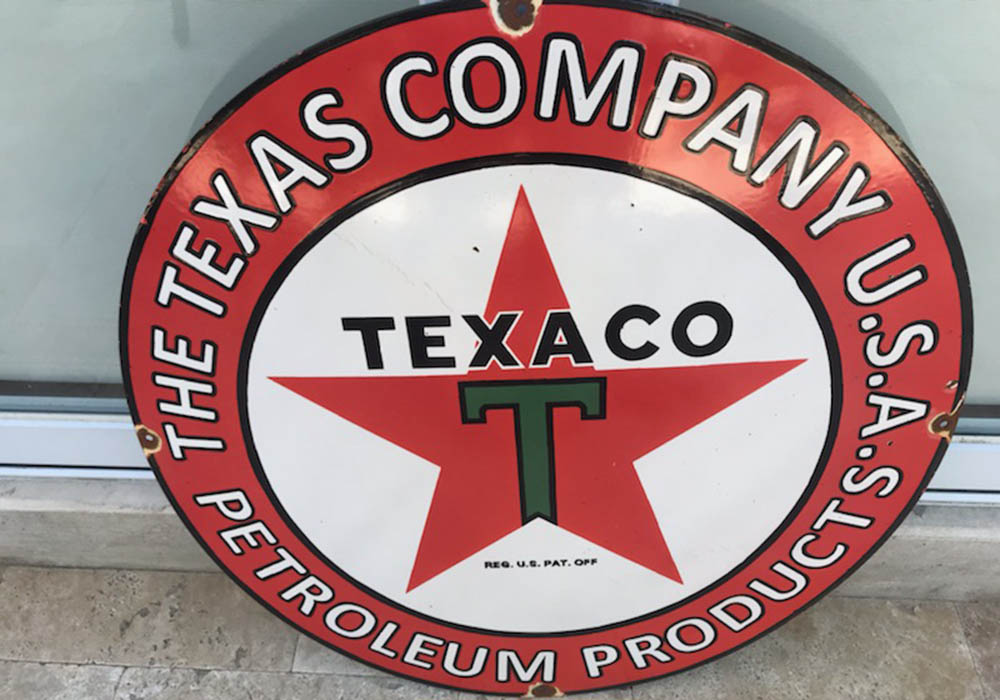 THE TEXAS COMPANY U.S.A.
TEXACO
T
REG. U.S. PAT. OFF
PETROLEUM PRODUCTS